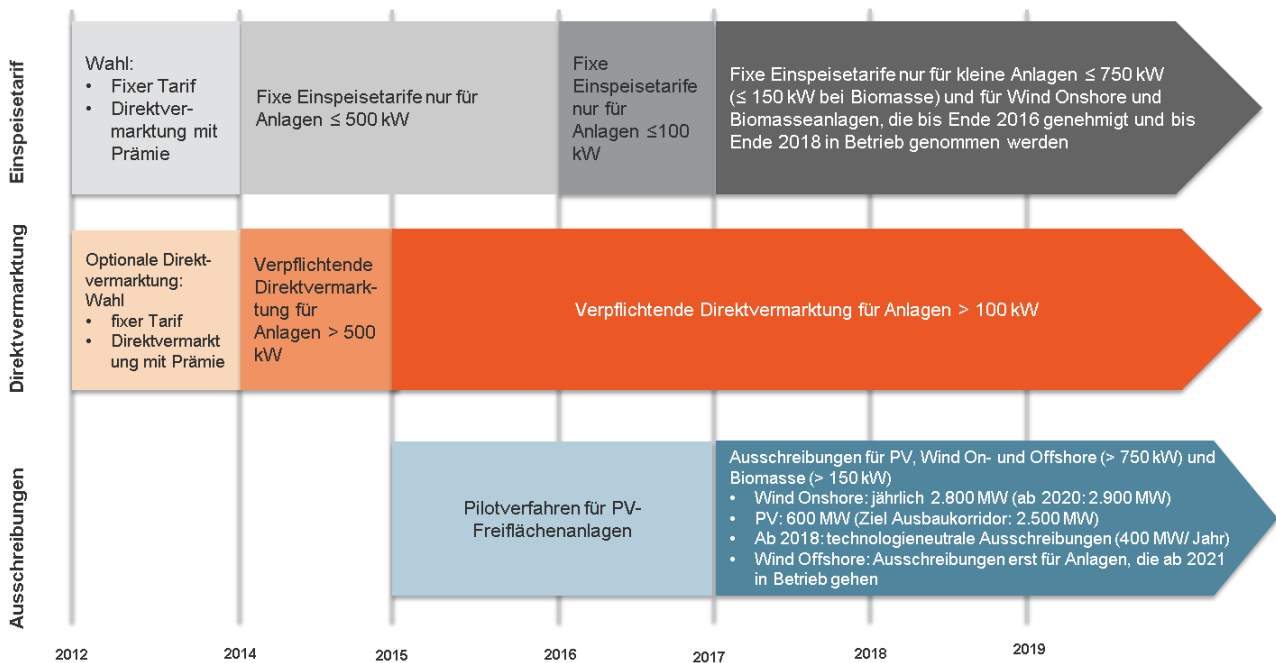 Einspeisetarif
Wahl:
• Fixer Tarif
• Direktver-
marktung mit
Prämie
Fixe Einspeisetarife nur für
Anlagen ≤ 500 kW
Fixe
Einspeisetarife
nur für
Anlagen ≤100
kW
Fixe Einspeisetarife nur für kleine Anlagen ≤ 750 kW
(≤ 150 kW bei Biomasse) und für Wind Onshore und
Biomasseanlagen, die bis Ende 2016 genehmigt und bis
Ende 2018 in Betrieb genommen werden
Direktvermarktung
Optionale Direkt-
vermarktung:
Wahl
• fixer Tarif
• Direktvermarkt
ung mit Prämie
Verpflichtende
Direktvermark-
tung für
Anlagen > 500
kW
Verpflichtende Direktvermarktung für Anlagen > 100 kW
Ausschreibungen
Pilotverfahren für PV-
Freiflächenanlagen
Ausschreibungen für PV, Wind On- und Offshore (> 750 kW) und
Biomasse (> 150 kW)
• Wind Onshore: jährlich 2.800 MW (ab 2020: 2.900 MW)
• PV: 600 MW (Ziel Ausbaukorridor: 2.500 MW)
• Ab 2018: technologieneutrale Ausschreibungen (400 MW/ Jahr)
• Wind Offshore: Ausschreibungen erst für Anlagen, die ab 2021
in Betrieb gehen
2012
2014
2015
2016
2017
2018
2019